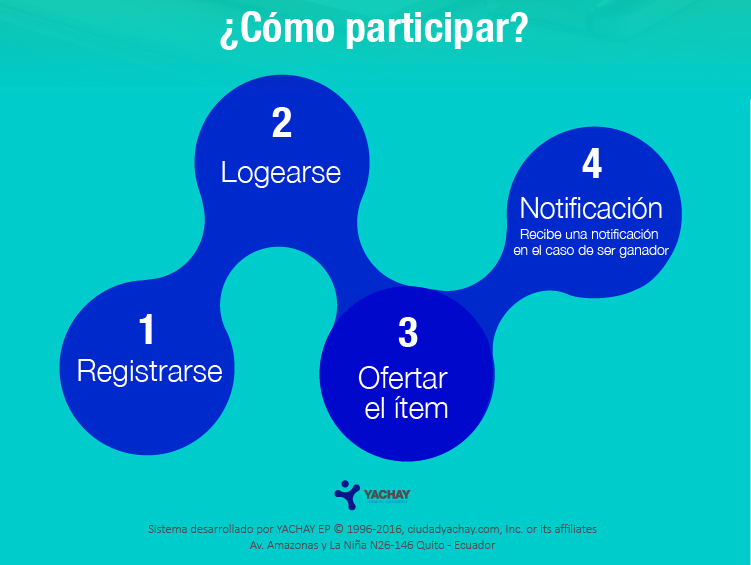 ¿Cómo participar?
1
Registrarse
2
Logearse
3
Ofertar
el ítem
4
Notificación
Recibe una notificación
en el caso de ser ganador
YACHAY
Sistema desarrollado por YACHAY EP © 1996-2016, ciudadyachay.com, Inc. or its affiliates
Av. Amazonas y La Niña N26-146 Quito - Ecuador